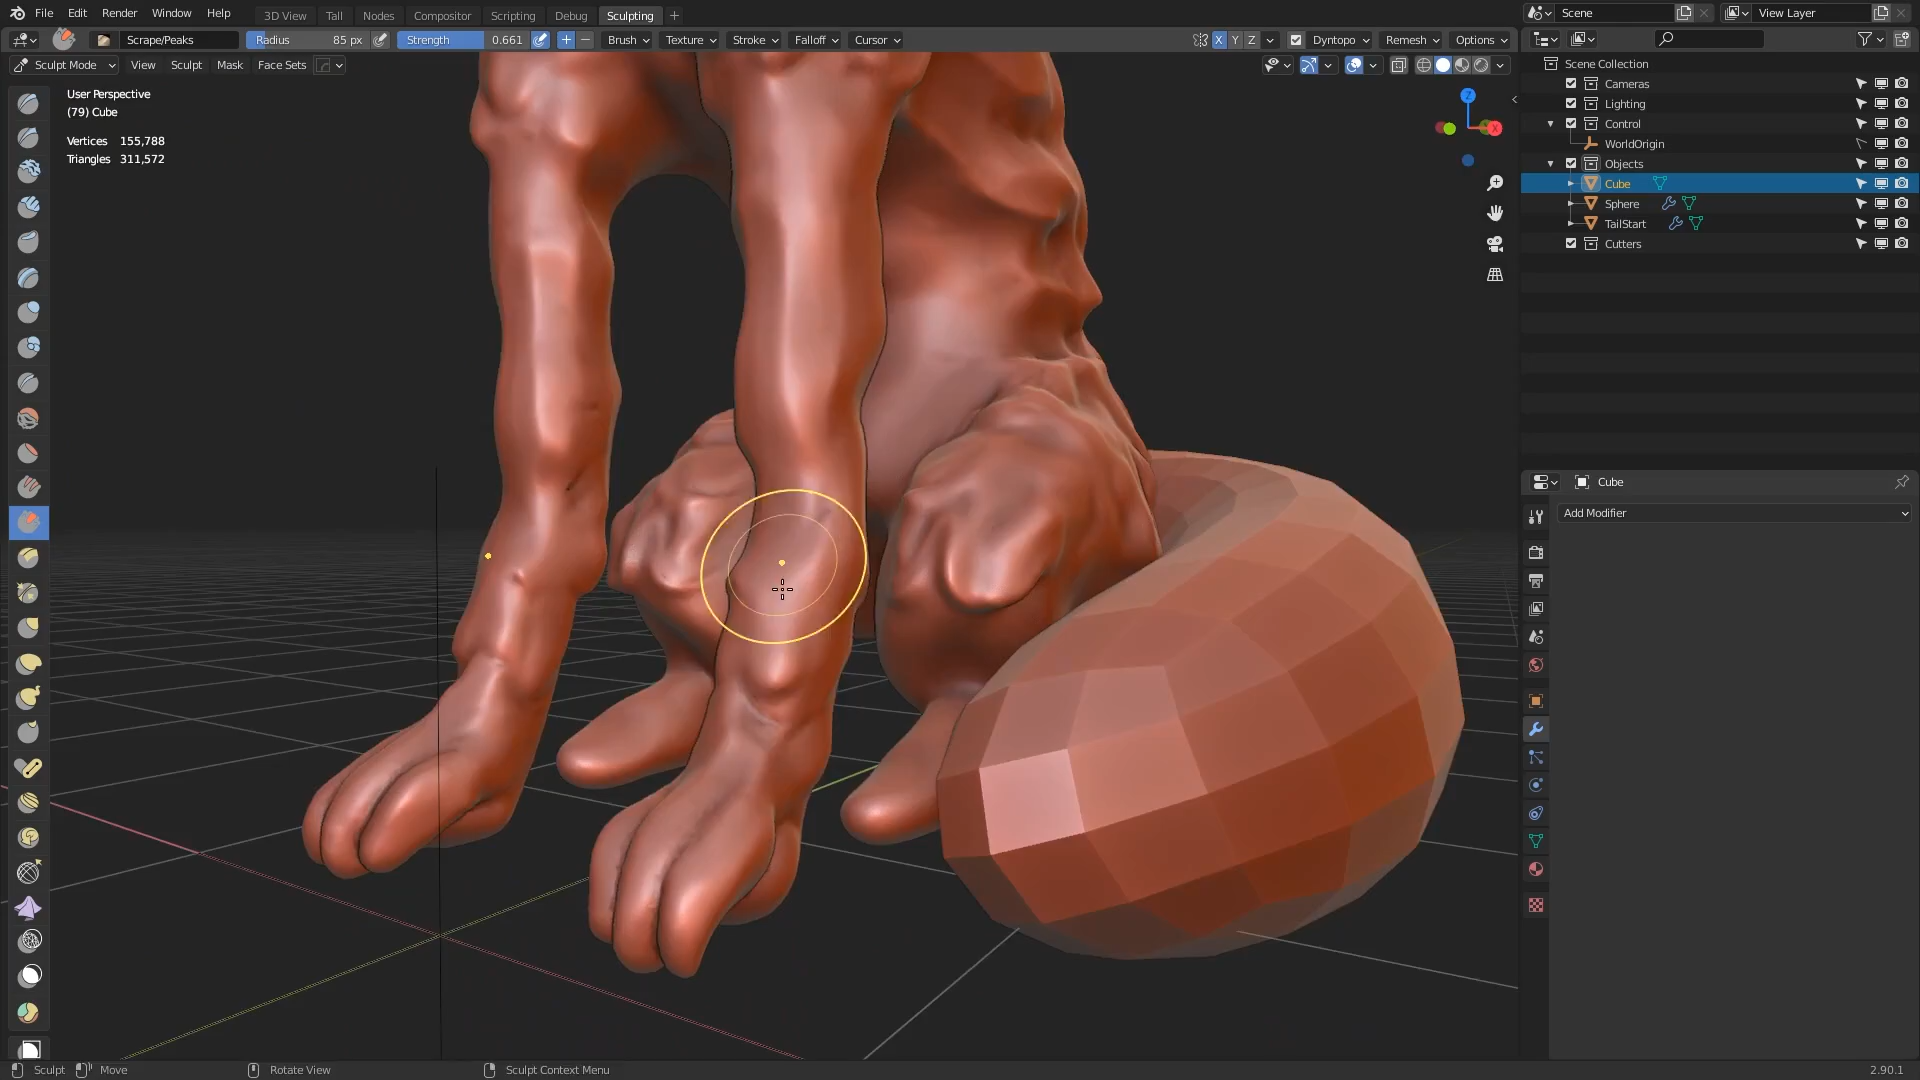 File Edit Render Window Help 3D View Tall Nodes Compositor Scripting Debug Sculpting + Scene View Layer
Scrape/Peaks Radius 85 px Strength 0.661 + − Brush Texture Stroke Falloff Cursor X Y Z Dyntopo Remesh Options
Sculpt Mode View Sculpt Mask Face Sets
Scene Collection
Cameras
Lighting
Control
WorldOrigin
Objects
Cube
Sphere
TailStart
Cutters
User Perspective
(79) Cube
Vertices 155,788
Triangles 311,572
Z
X
Cube
Add Modifier
Sculpt Move Rotate View Sculpt Context Menu 2.90.1